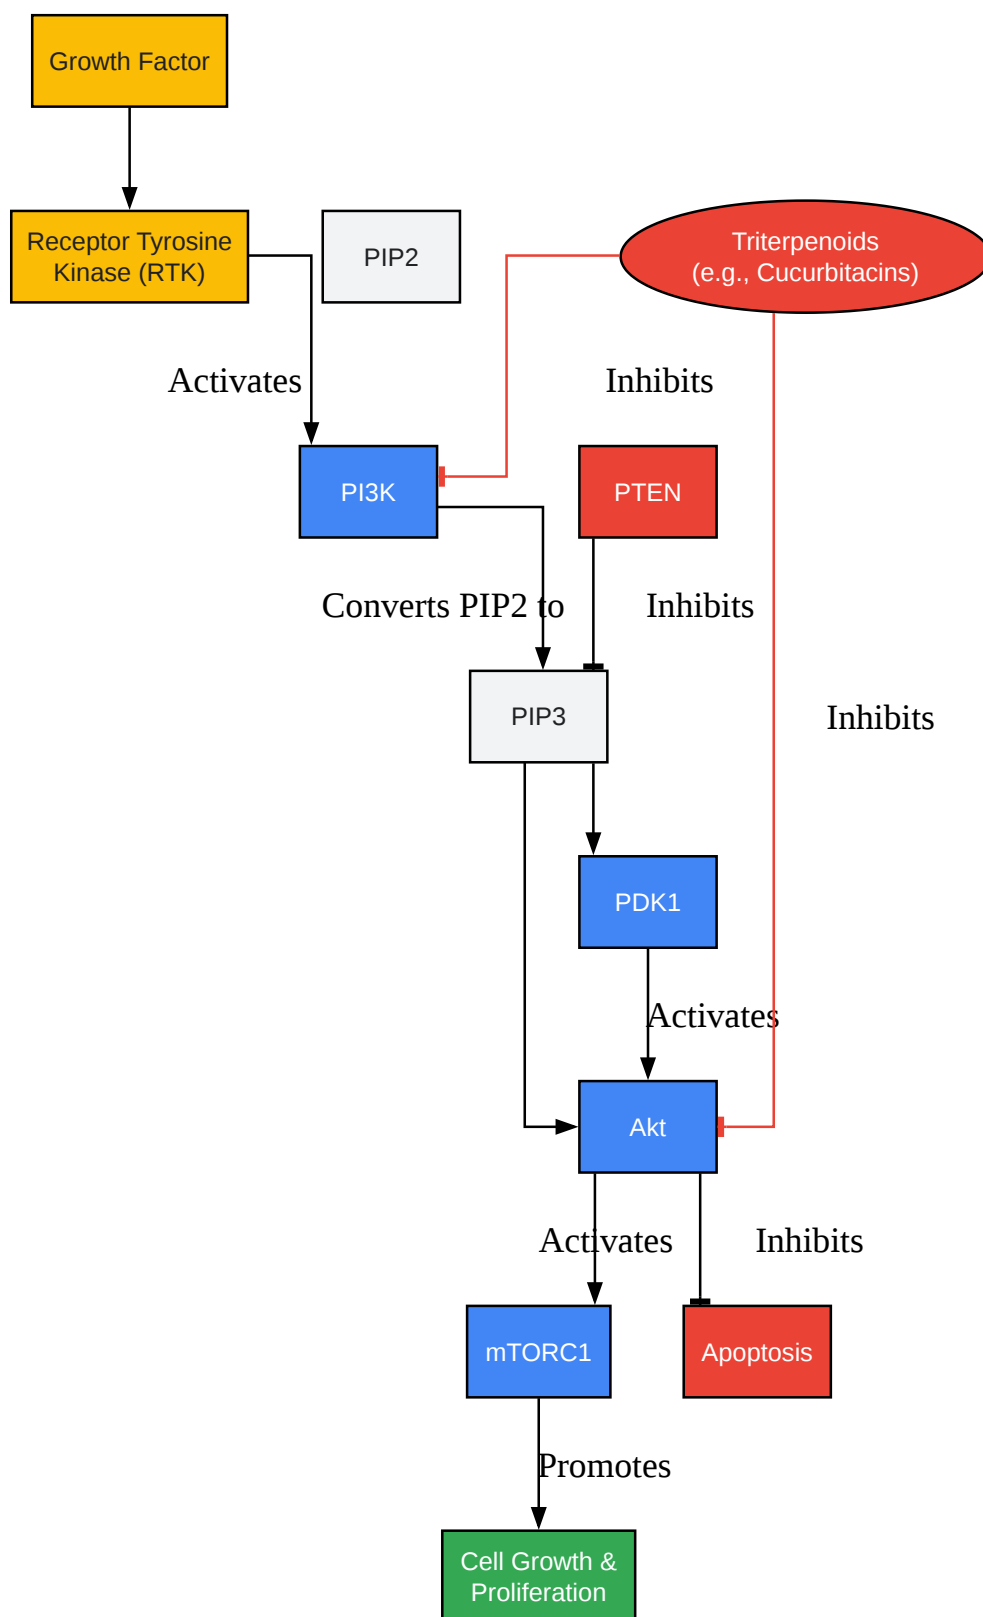 Growth Factor
Receptor Tyrosine
Kinase (RTK)
PIP2
Triterpenoids
(e.g., Cucurbitacins)
Activates
Inhibits
PI3K
PTEN
Converts PIP2 to
Inhibits
PIP3
Inhibits
PDK1
Activates
Akt
Activates
Inhibits
mTORC1
Apoptosis
Promotes
Cell Growth &
Proliferation